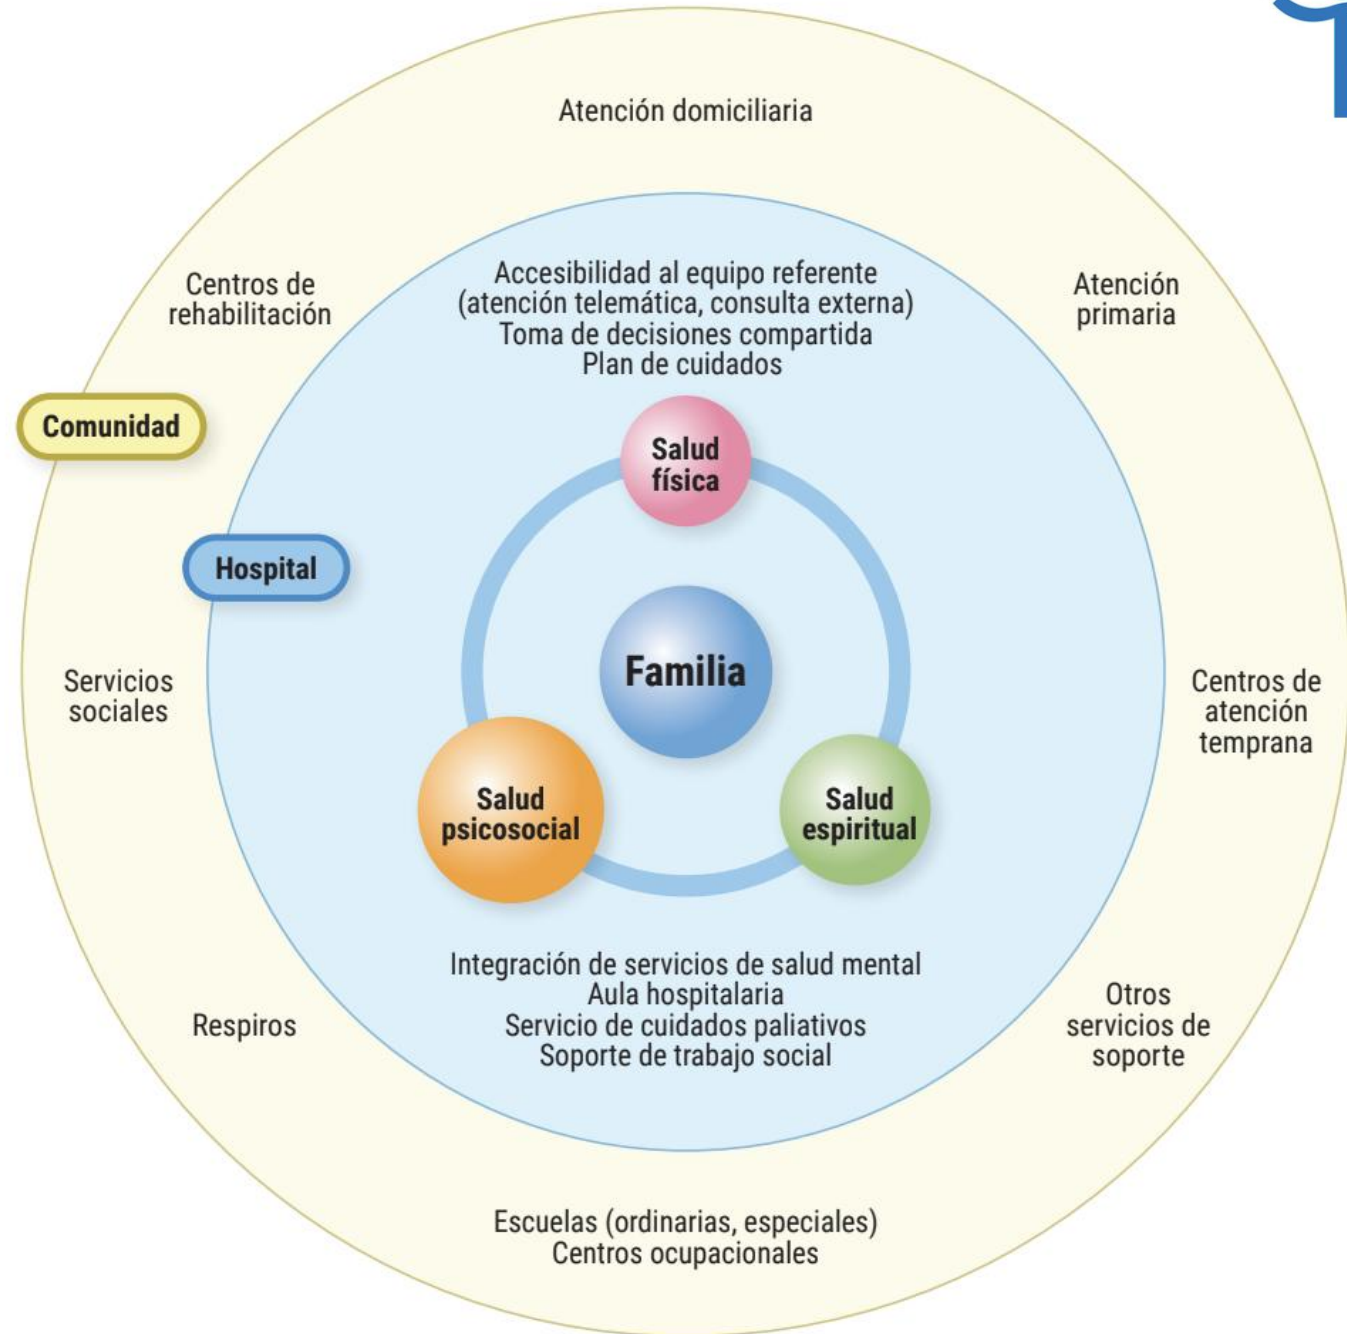 Atención domiciliaria
Centros de
rehabilitación
Accesibilidad al equipo referente
(atención telemática, consulta externa)
Toma de decisiones compartida
Plan de cuidados
Atención
primaria
Comunidad
Salud
física
Hospital
Familia
Servicios
sociales
Centros de
atención
temprana
Salud
psicosocial
Salud
espiritual
Integración de servicios de salud mental
Aula hospitalaria
Servicio de cuidados paliativos
Soporte de trabajo social
Respiros
Otros
servicios de
soporte
Escuelas (ordinarias, especiales)
Centros ocupacionales